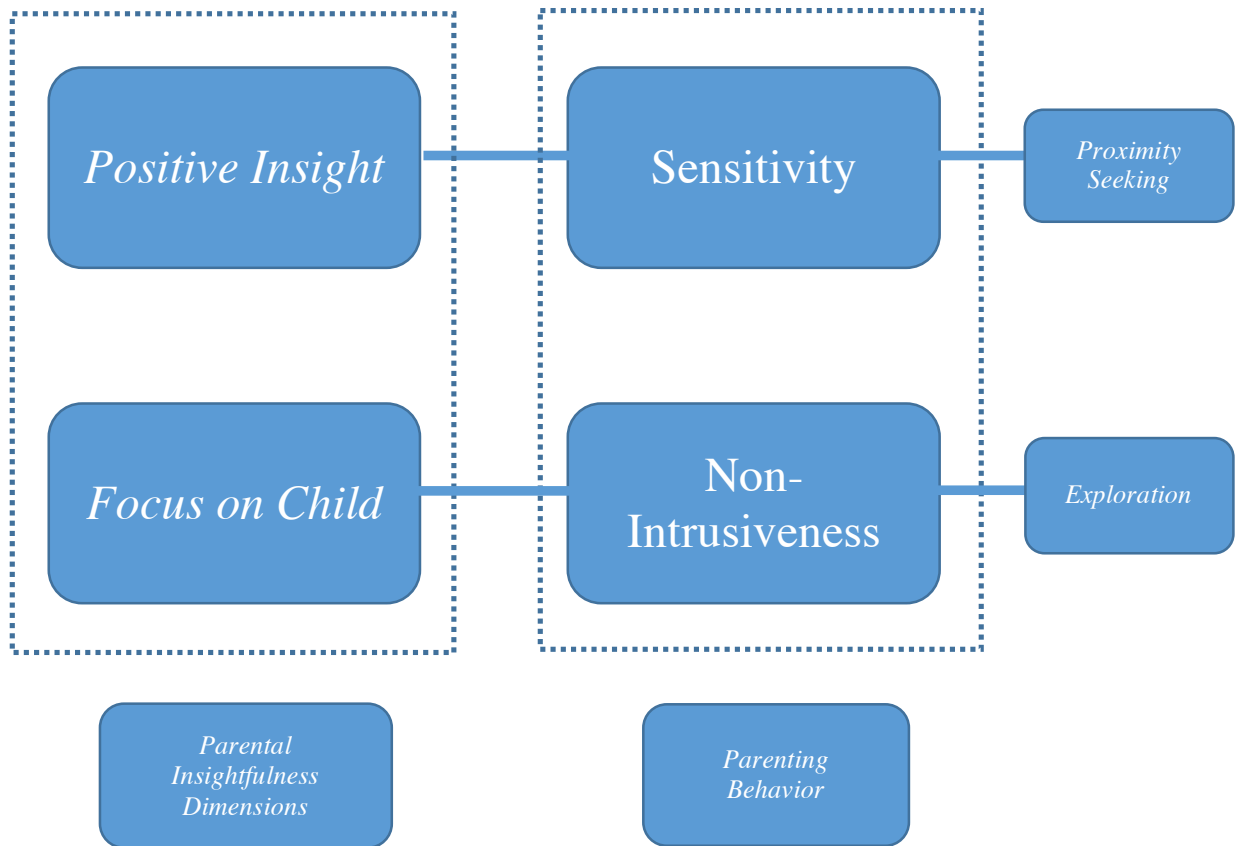 Positive Insight
Sensitivity
Proximity
Seeking
Focus on Child
Non-
Intrusiveness
Exploration
Parental
Insightfulness
Dimensions
Parenting
Behavior